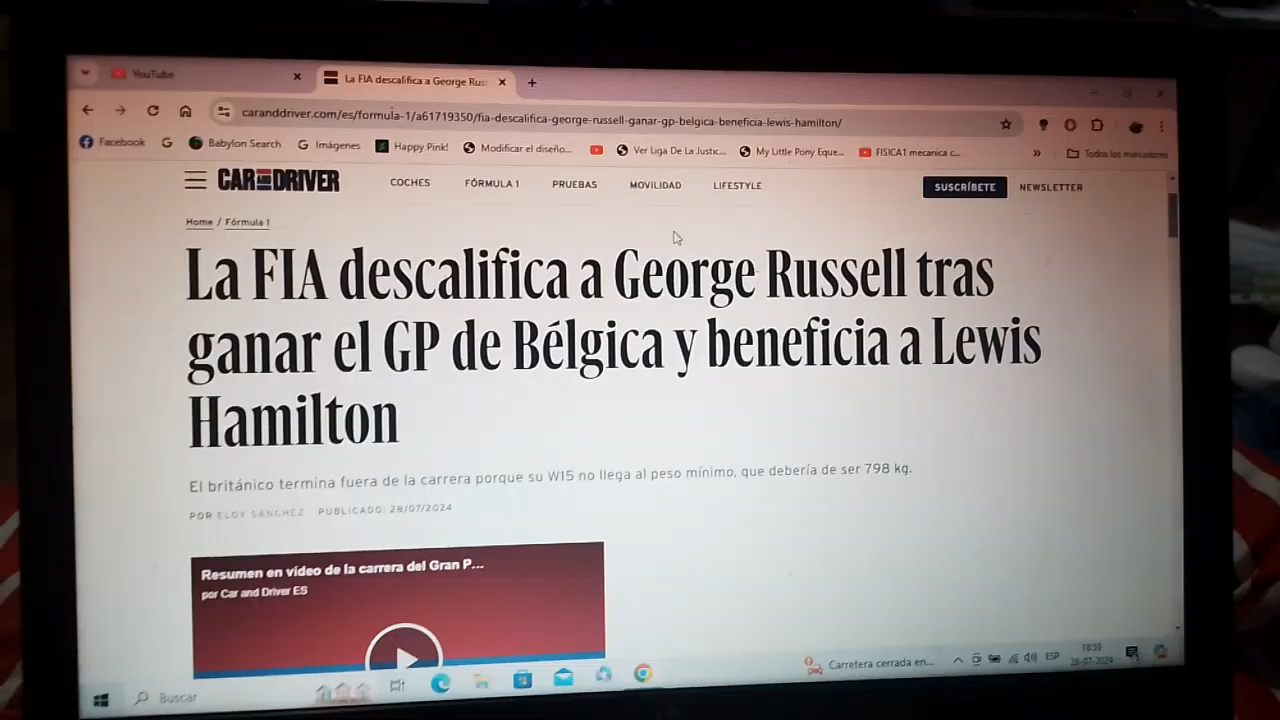 YouTube
La FIA descalifica a George Rus
caranddriver.com/es/formula-1/a61719350/fia-descalifica-george-russell-ganar-gp-belgica-beneficia-lewis-hamilton/
Facebook
Babylon Search
Imágenes
Happy Pink!
Modificar el diseño...
Ver Liga De La Justic...
My Little Pony Eque...
FISICA1 mecanica c...
Todos los marcadores
CAR AND DRIVER
COCHES
FÓRMULA 1
PRUEBAS
MOVILIDAD
LIFESTYLE
SUSCRÍBETE
NEWSLETTER
Home / Fórmula 1
La FIA descalifica a George Russell tras
ganar el GP de Bélgica y beneficia a Lewis
Hamilton
El británico termina fuera de la carrera porque su W15 no llega al peso mínimo, que debería de ser 798 kg.
POR ELOY SÁNCHEZ PUBLICADO: 28/07/2024
Resumen en vídeo de la carrera del Gran P...
por Car and Driver ES
Buscar
Carretera cerrada en...
ESP
18:59
28-07-2024